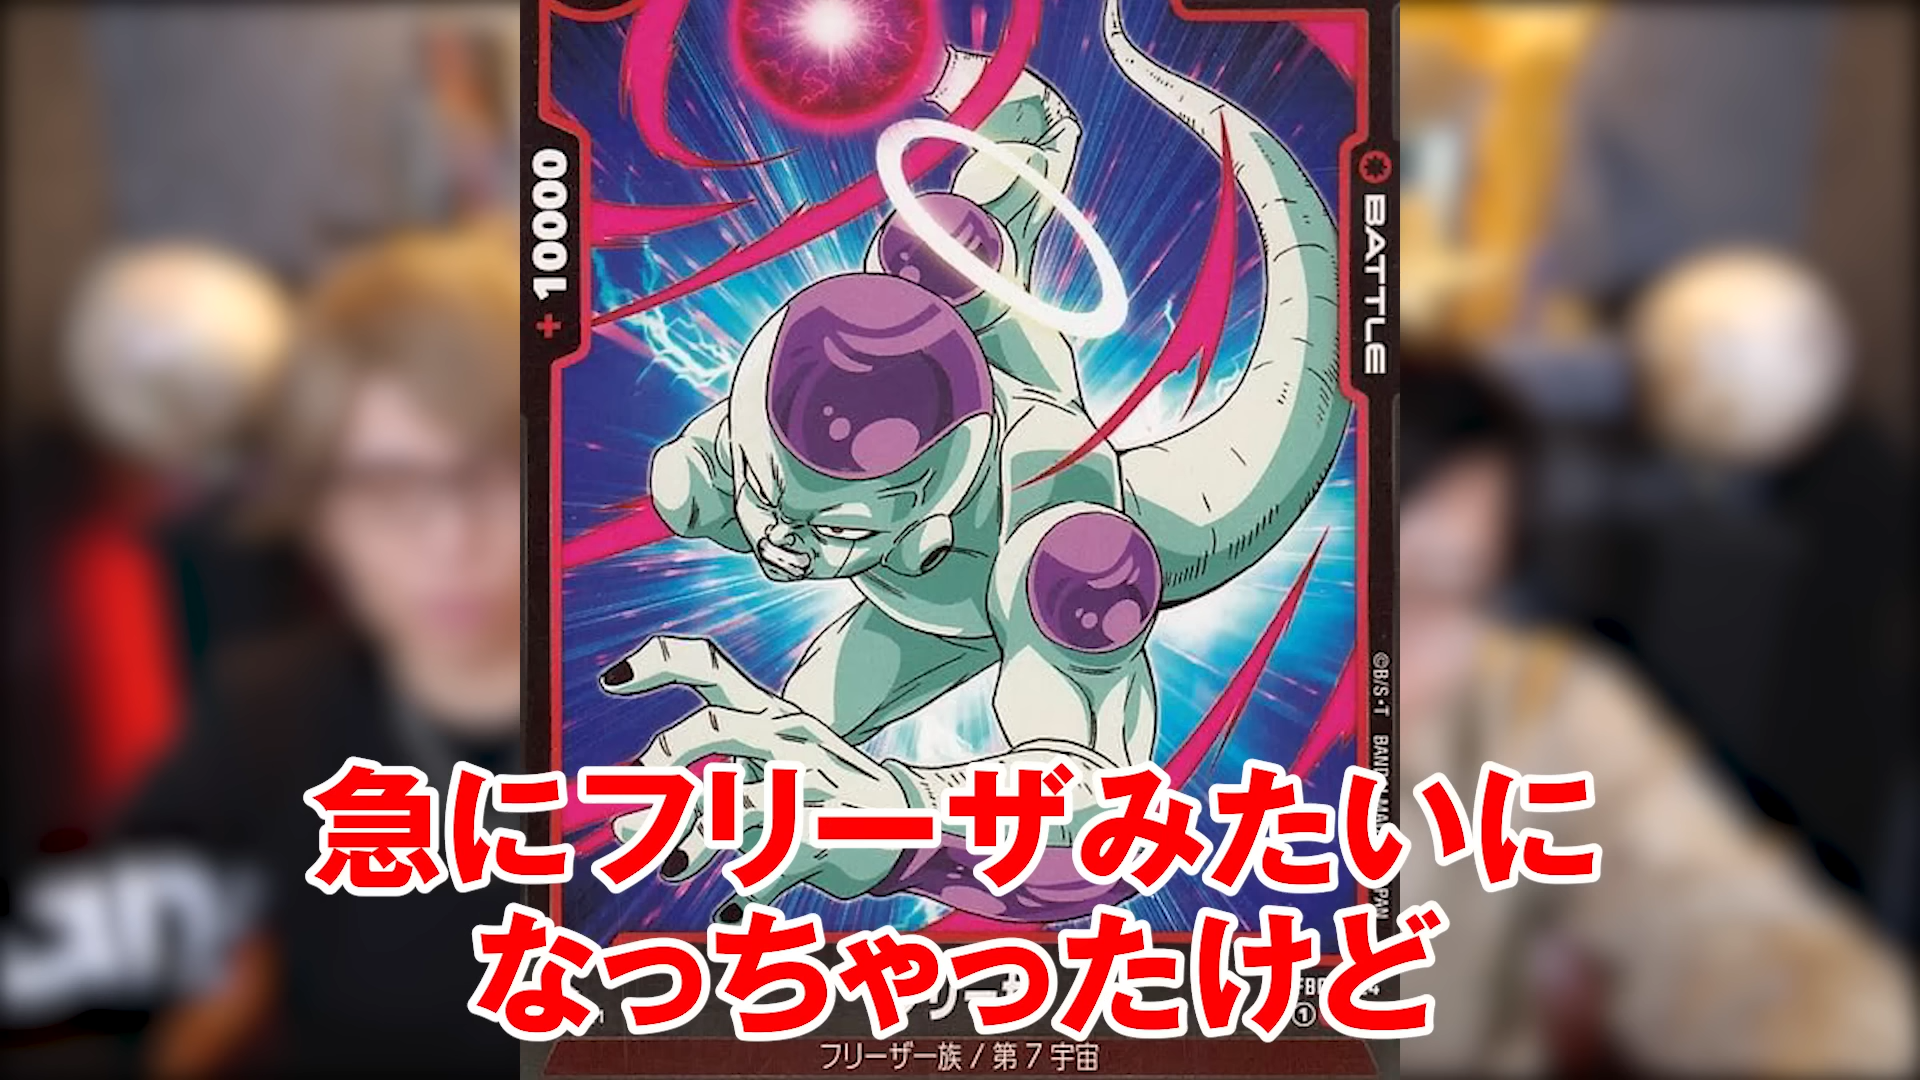 + 10000
BATTLE
©B/S・T
急にフリーザみたいに
なっちゃったけど
フリーザ一族 / 第7宇宙